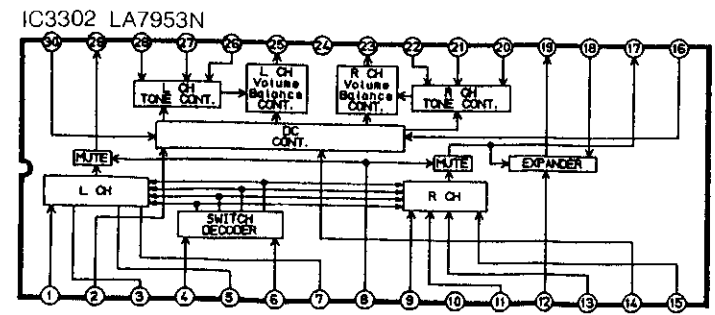 IC3302 LA7953N
30 29 28 27 26 25 24 23 22 21 20 19 18 17 16
L CH
TONE CONT.
L CH
Volume
Balance
CONT.
R CH
Volume
Balance
CONT.
R CH
TONE CONT.
DC
CONT.
MUTE
MUTE
EXPANDER
L CH
SWITCH
DECODER
R CH
1 2 3 4 5 6 7 8 9 10 11 12 13 14 15